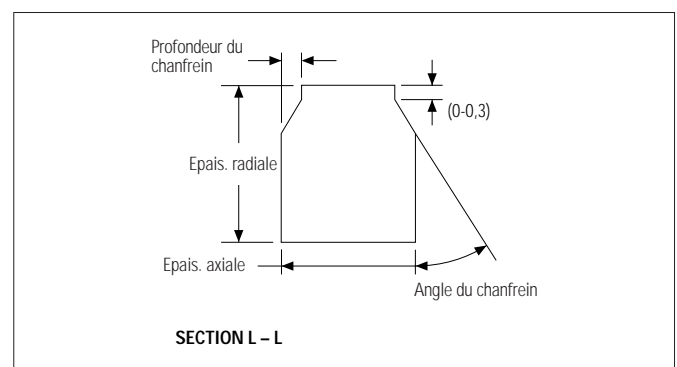 Profondeur du
chanfrein
(0-0,3)
Epais. radiale
Epais. axiale
Angle du chanfrein
SECTION L – L